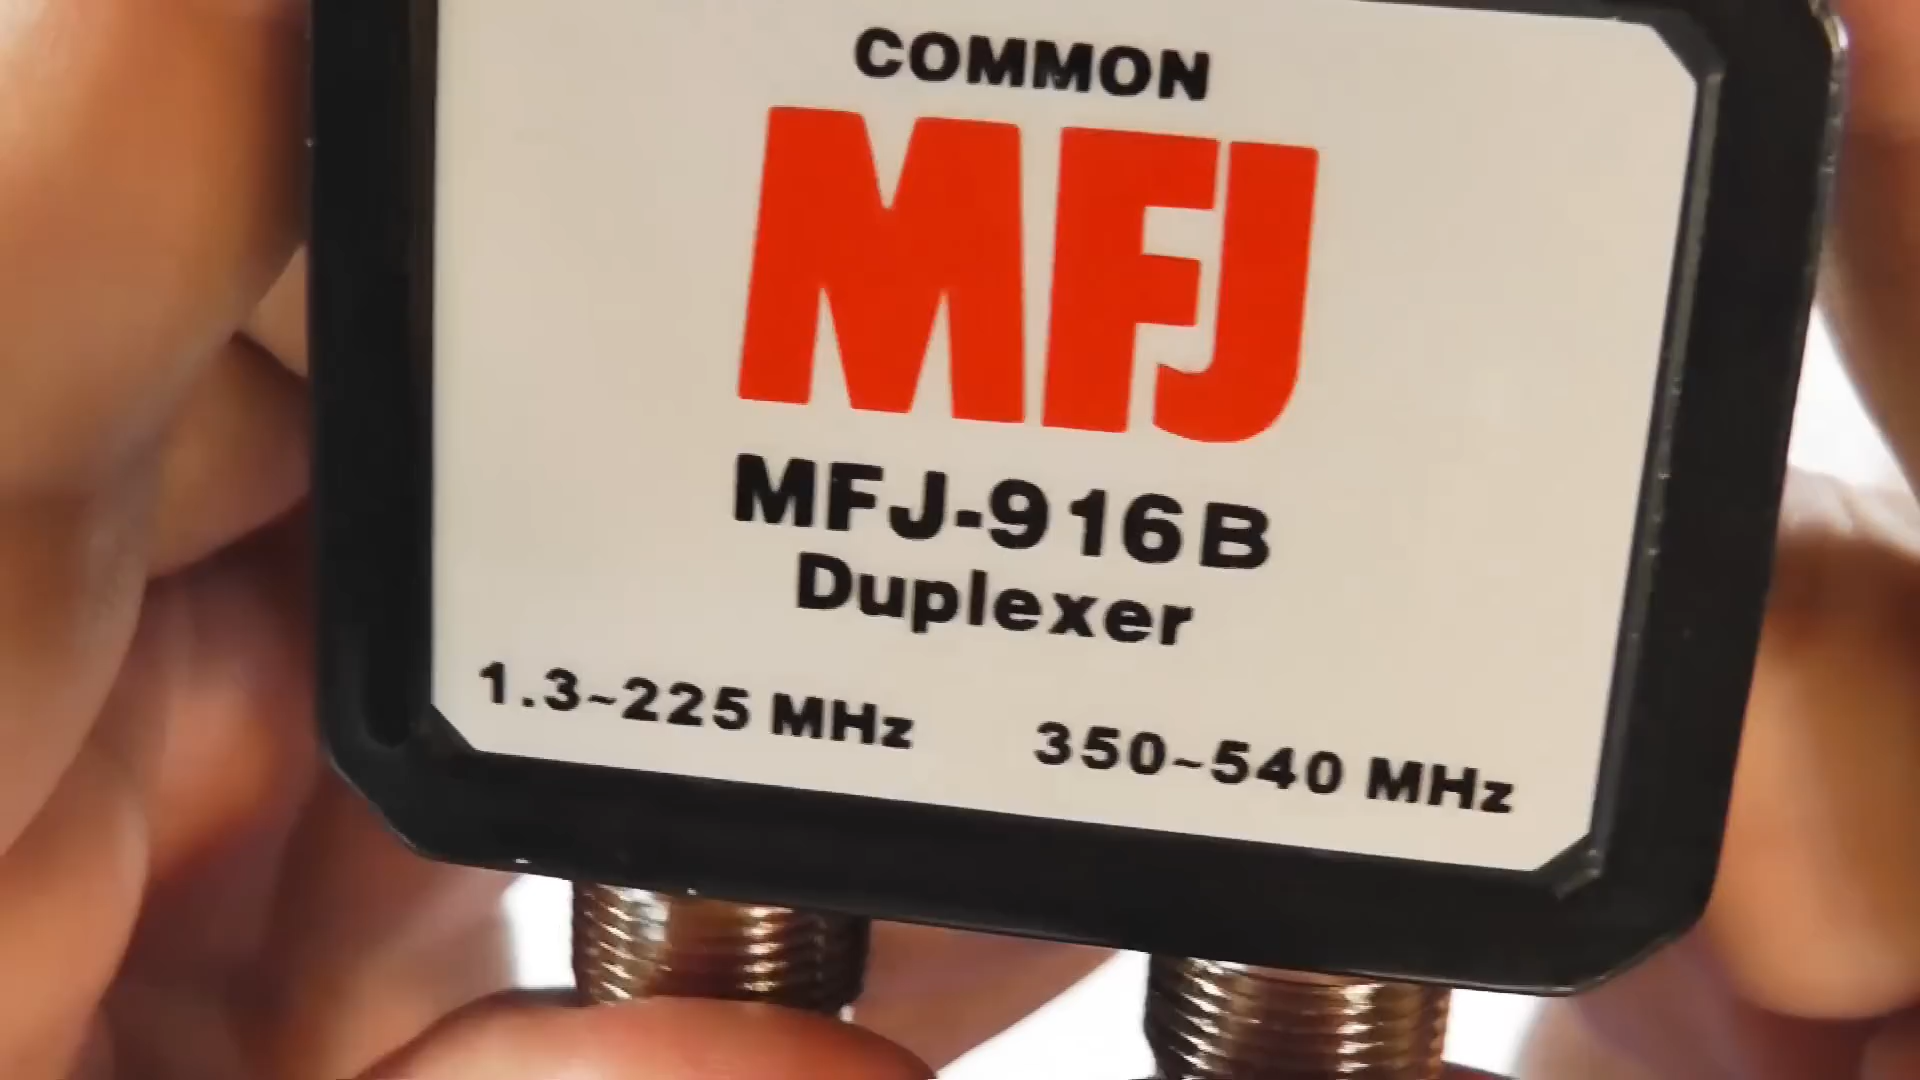 COMMON
MFJ
MFJ-916B
Duplexer
1.3~225 MHz 350~540 MHz